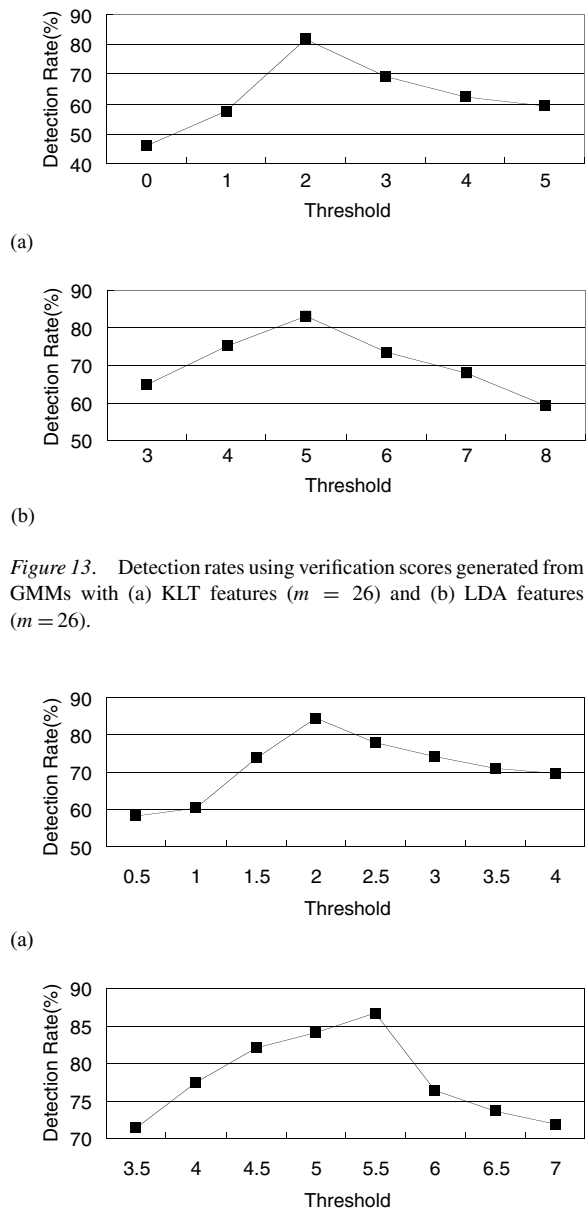 90
80
70
60
50
40
Detection Rate(%)
0 1 2 3 4 5
Threshold
(a)
90
80
70
60
50
Detection Rate(%)
3 4 5 6 7 8
Threshold
(b)
Figure 13. Detection rates using verification scores generated from
GMMs with (a) KLT features (m = 26) and (b) LDA features
(m = 26).
90
80
70
60
50
Detection Rate(%)
0.5 1 1.5 2 2.5 3 3.5 4
Threshold
(a)
90
85
80
75
70
Detection Rate(%)
3.5 4 4.5 5 5.5 6 6.5 7
Threshold